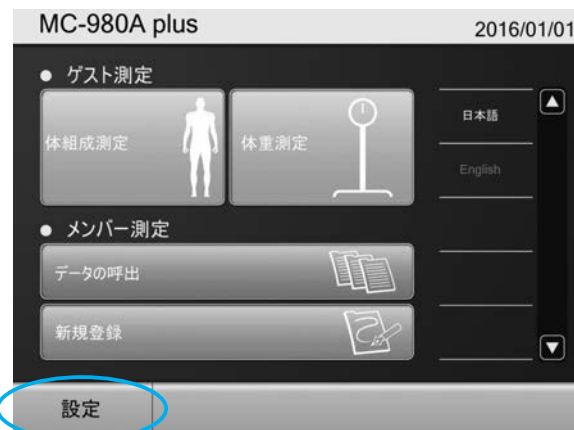 MC-980A plus 2016/01/01
● ゲスト測定
体組成測定 体重測定
日本語
English
● メンバー測定
データの呼出
新規登録
設定